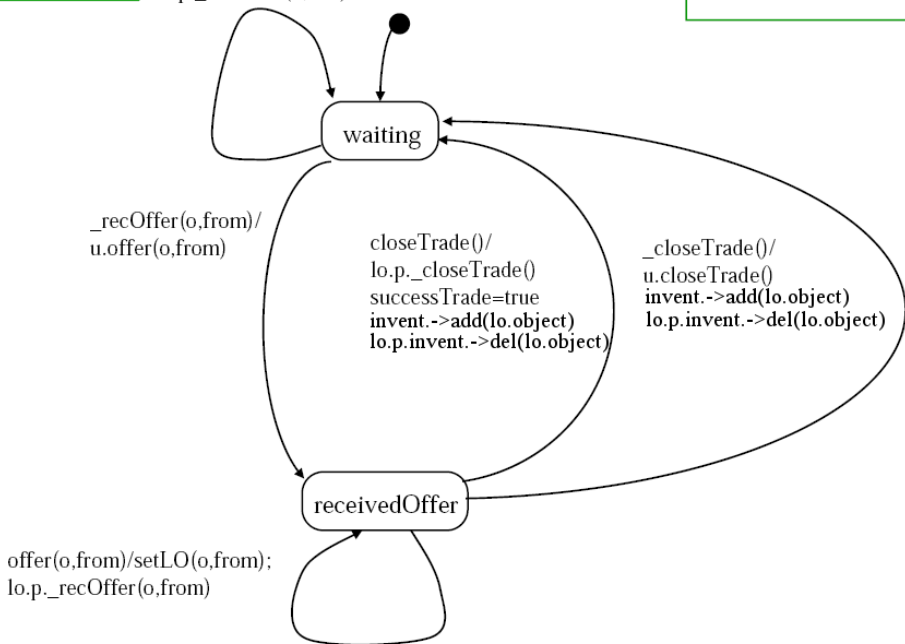 waiting
_recOffer(o,from)/
u.offer(o,from)
closeTrade()/
lo.p._closeTrade()
successTrade=true
invent.->add(lo.object)
lo.p.invent.->del(lo.object)
_closeTrade()/
u.closeTrade()
invent.->add(lo.object)
lo.p.invent.->del(lo.object)
receivedOffer
offer(o,from)/setLO(o,from);
lo.p._recOffer(o,from)